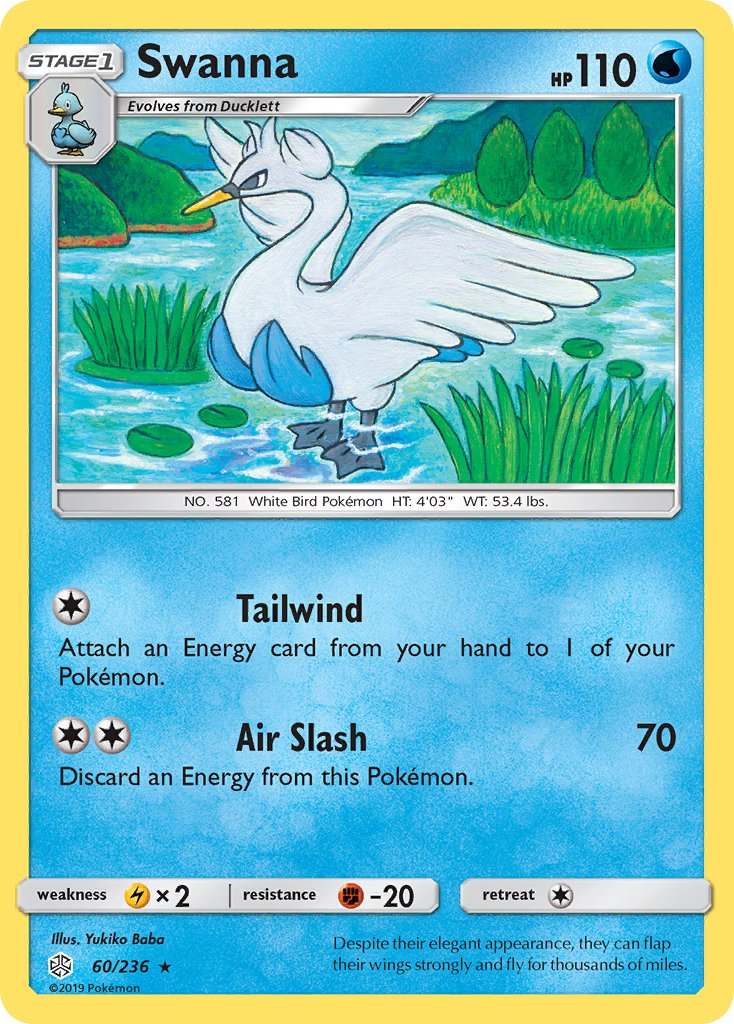 STAGE1 Swanna HP110
Evolves from Ducklett
NO. 581 White Bird Pokémon HT: 4'03" WT: 53.4 lbs.
Tailwind
Attach an Energy card from your hand to 1 of your
Pokémon.
Air Slash 70
Discard an Energy from this Pokémon.
weakness ×2 resistance -20 retreat
Illus. Yukiko Baba
60/236 ★
©2019 Pokémon
Despite their elegant appearance, they can flap
their wings strongly and fly for thousands of miles.